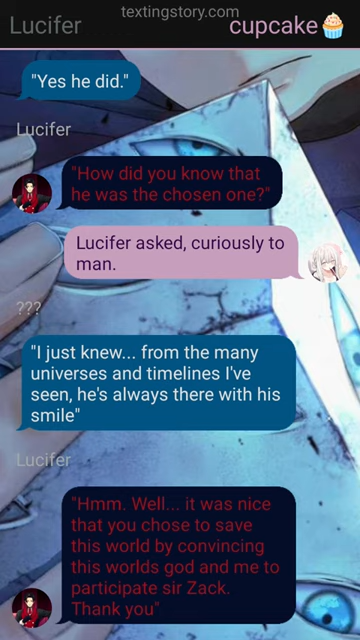 textingstory.com
Lucifer
cupcake🧁
"Yes he did."
Lucifer
"How did you know that
he was the chosen one?"
Lucifer asked, curiously to
man.
???
"I just knew... from the many
universes and timelines I've
seen, he's always there with his
smile"
Lucifer
"Hmm. Well... it was nice
that you chose to save
this world by convincing
this worlds god and me to
participate sir Zack.
Thank you"